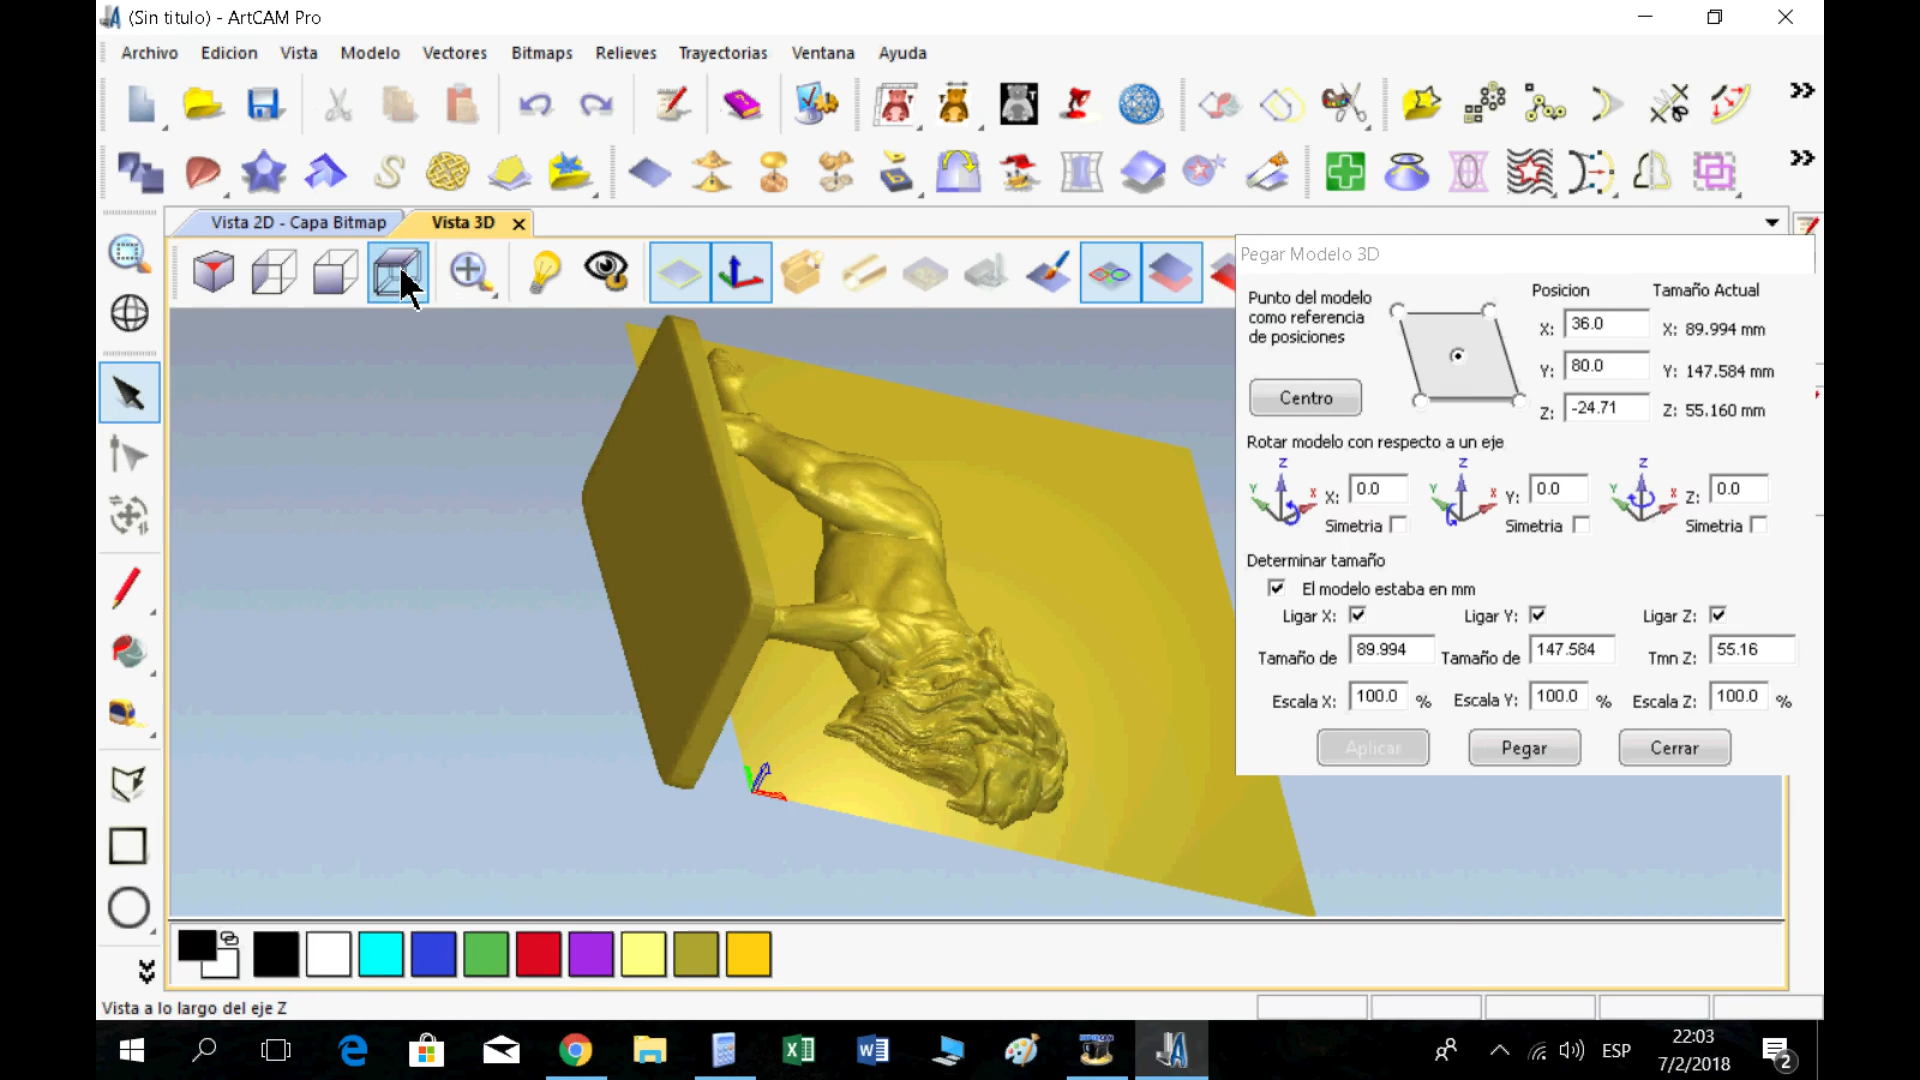 (Sin titulo) - ArtCAM Pro
Archivo Edicion Vista Modelo Vectores Bitmaps Relieves Trayectorias Ventana Ayuda
Vista 2D - Capa Bitmap Vista 3D
Pegar Modelo 3D
Punto del modelo
como referencia
de posiciones
Centro
Posicion Tamaño Actual
X: 36.0 X: 89.994 mm
Y: 80.0 Y: 147.584 mm
Z: -24.71 Z: 55.160 mm
Rotar modelo con respecto a un eje
Z Z Z
Y X X: 0.0 Y X Y: 0.0 Y X Z: 0.0
Simetria Simetria Simetria
Determinar tamaño
El modelo estaba en mm
Ligar X: Ligar Y: Ligar Z:
Tamaño de 89.994 Tamaño de 147.584 Tmn Z: 55.16
Escala X: 100.0 % Escala Y: 100.0 % Escala Z: 100.0 %
Aplicar Pegar Cerrar
Vista a lo largo del eje Z
ESP
22:03
7/2/2018
2